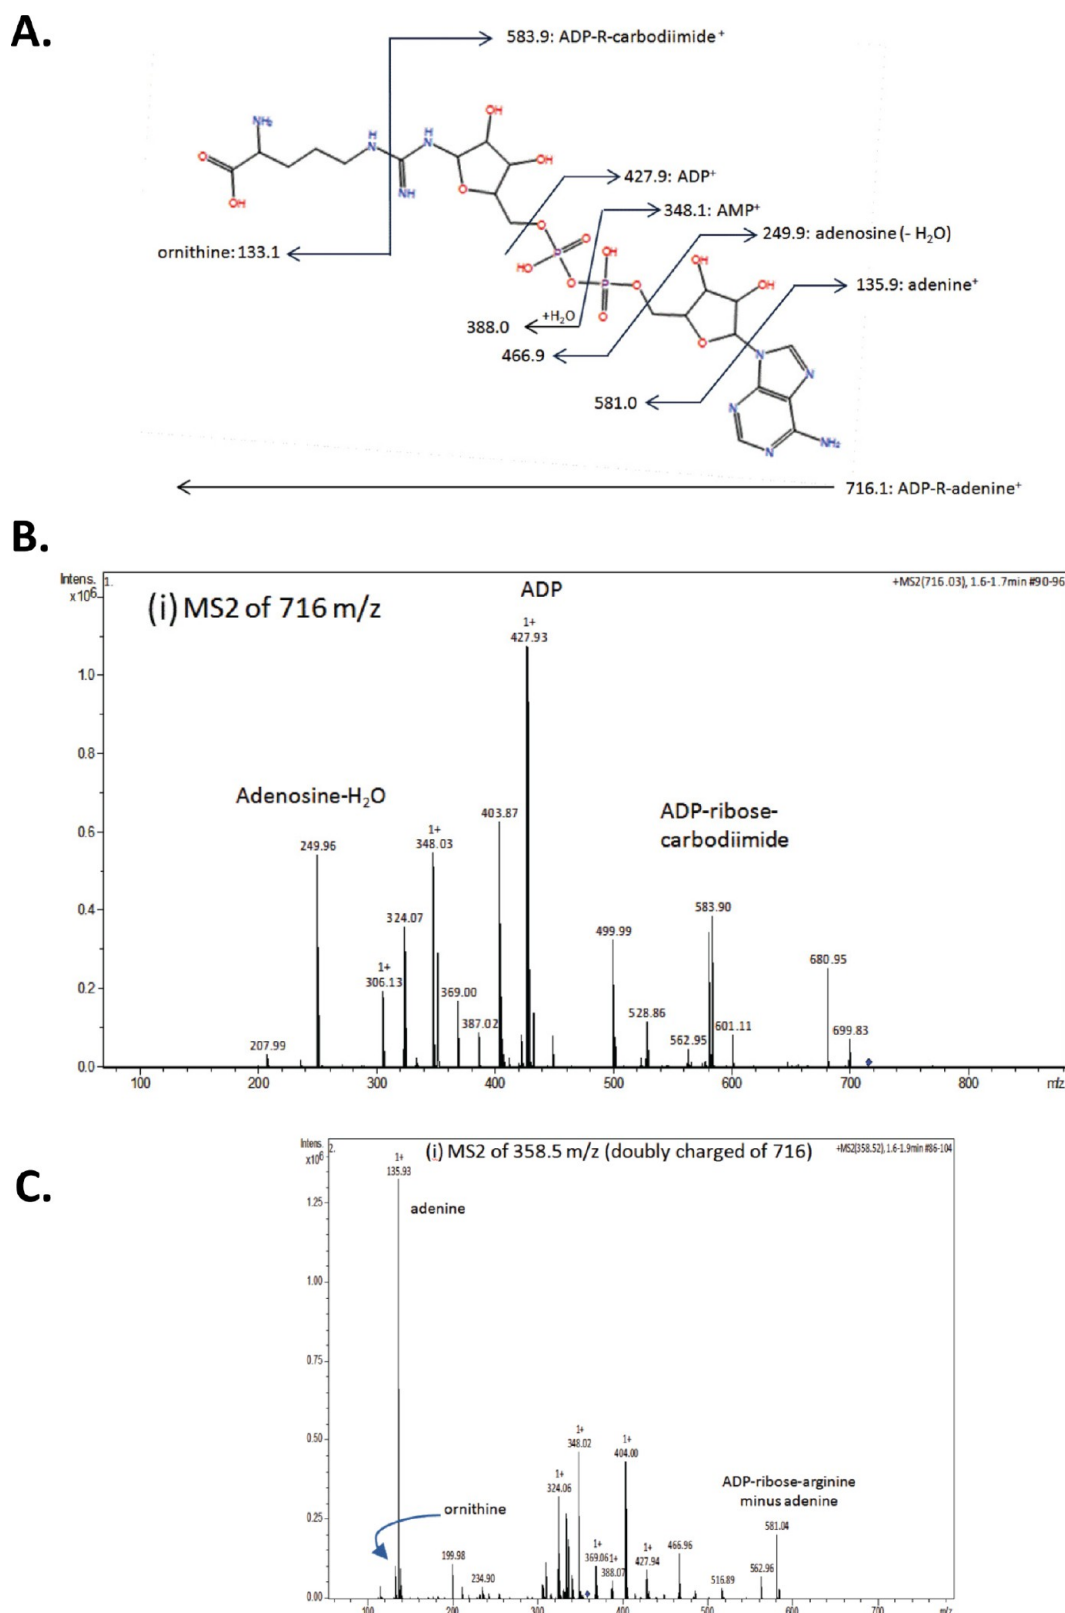 A.
583.9: ADP-R-carbodiimide+
NH₂
O
OH
H
N
H
N
NH
OH
OH
O
O
427.9: ADP+
348.1: AMP+
249.9: adenosine (- H₂O)
135.9: adenine+
ornithine: 133.1
HO
P
O
OH
O
P
O
O
OH
OH
O
388.0
+H₂O
466.9
581.0
N
N
N
N
NH₂
716.1: ADP-R-adenine+
B.
Intens.
x10⁶
1.
(i) MS2 of 716 m/z
+MS2(716.03), 1.6-1.7min #90-96
ADP
1+
427.93
1.0
0.8
0.6
0.4
0.2
0.0
Adenosine-H₂O
ADP-ribose-
carbodiimide
207.99
249.96
1+
306.13
324.07
1+
348.03
369.00
387.02
403.87
499.99
528.86
562.95
583.90
601.11
680.95
699.83
100 200 300 400 500 600 700 800 m/z
C.
Intens.
x10⁶
2.
(i) MS2 of 358.5 m/z (doubly charged of 716)
+MS2(358.52), 1.6-1.9min #86-104
1+
135.93
adenine
1.25
1.00
0.75
0.50
0.25
0.00
ornithine
199.98
234.90
1+
324.06
1+
348.02
1+
369.06
1+
388.07
1+
404.00
1+
427.94
466.96
516.89
562.96
581.04
ADP-ribose-arginine
minus adenine
100 200 300 400 500 600 700 m/z